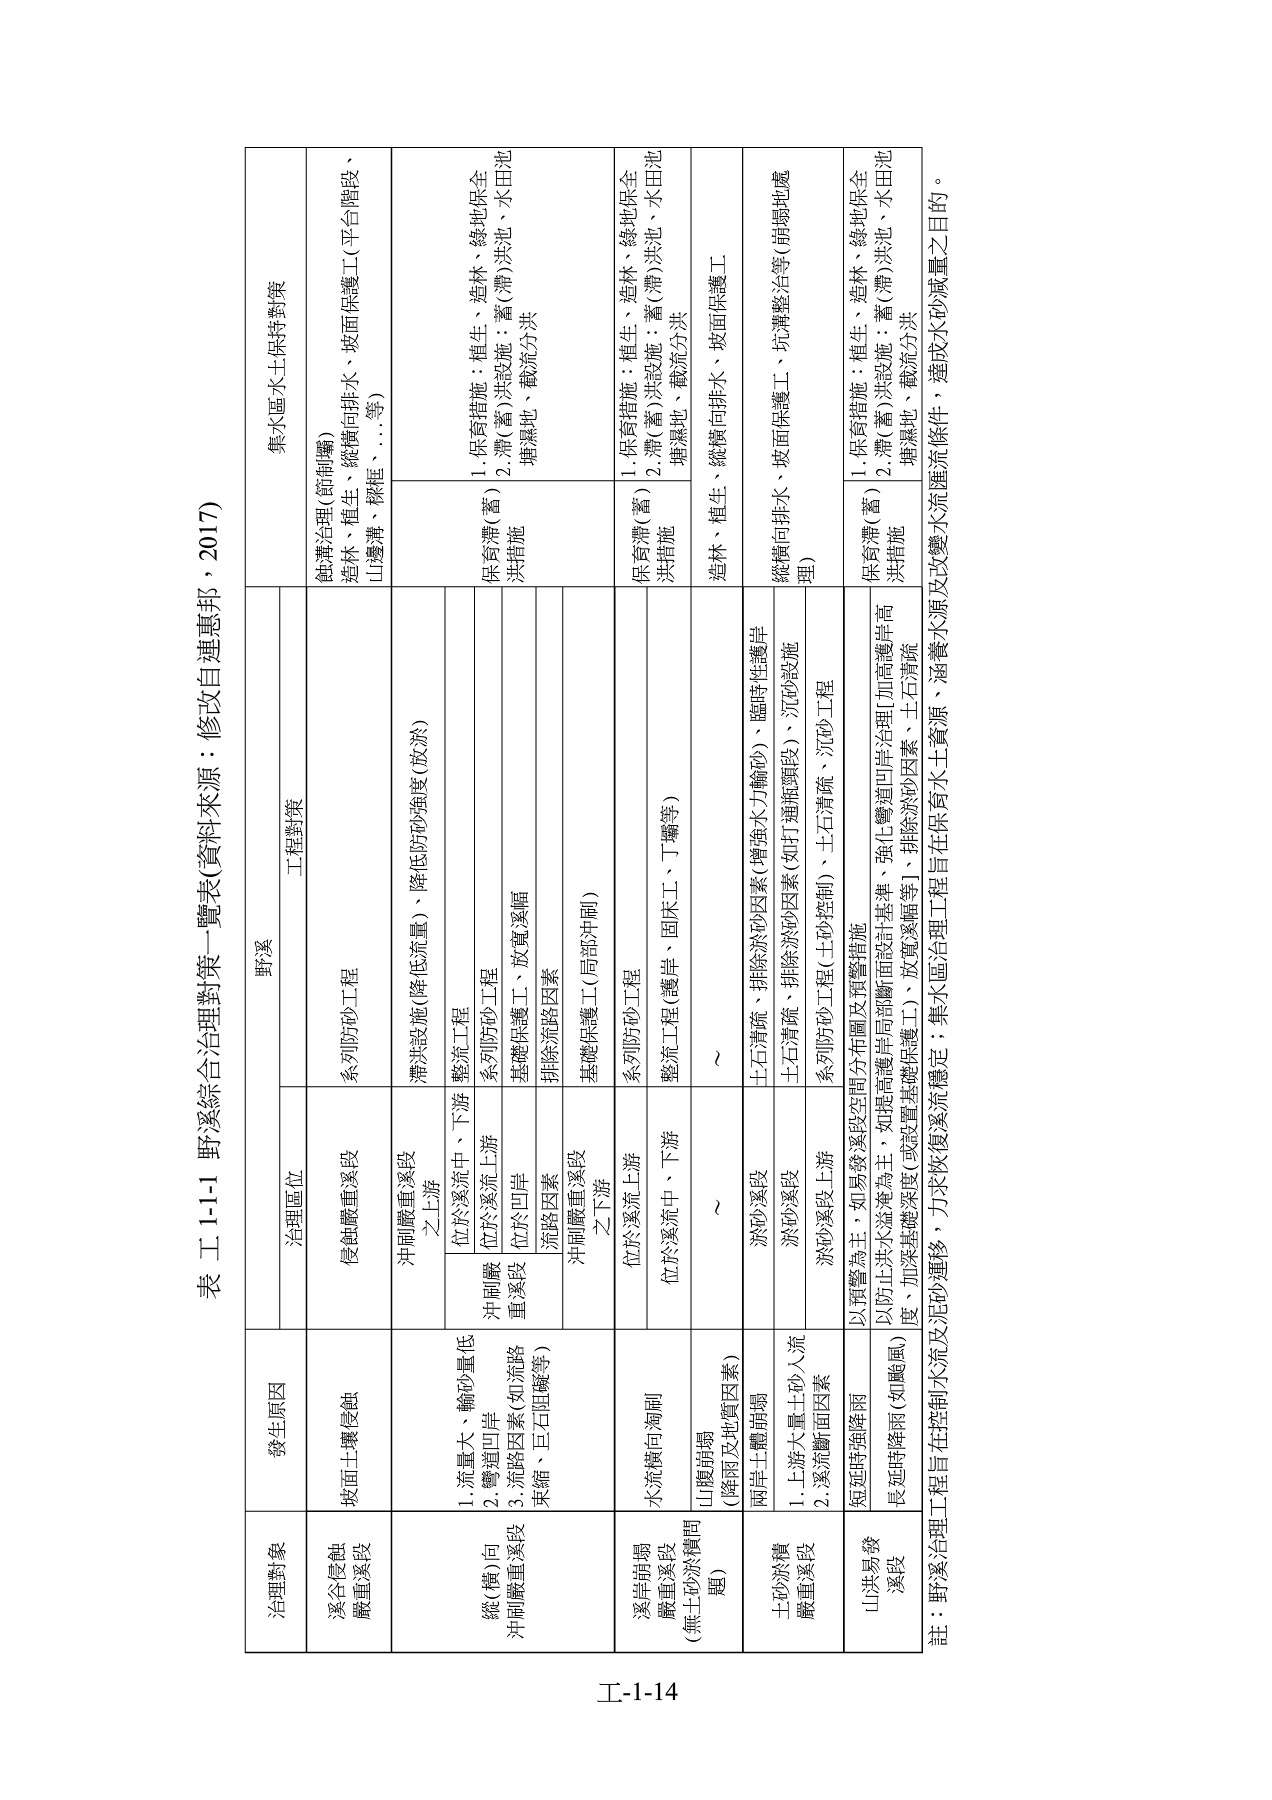 表 工 1-1-1 野溪綜合治理對策一覽表(資料來源：修改自連惠邦，2017)
治理對象
發生原因
野溪
集水區水土保持對策
治理區位
工程對策
溪谷侵蝕
嚴重溪段
坡面土壤侵蝕
侵蝕嚴重溪段
系列防砂工程
蝕溝治理(節制壩)
造林、植生、縱橫向排水、坡面保護工(平台階段、
山邊溝、樑框、…等)
縱(橫)向
沖刷嚴重溪段
1.流量大、輸砂量低
2.彎道凹岸
3.流路因素(如流路
束縮、巨石阻礙等)
沖刷嚴重溪段
之上游
滯洪設施(降低流量)、降低防砂強度(放淤)
沖刷嚴
重溪段
位於溪流中、下游
整流工程
位於溪流上游
系列防砂工程
位於凹岸
基礎保護工、放寬溪幅
流路因素
排除流路因素
沖刷嚴重溪段
之下游
基礎保護工(局部沖刷)
保育滯(蓄)
洪措施
1.保育措施：植生、造林、綠地保全
2.滯(蓄)洪設施：蓄(滯)洪池、水田池
塘濕地、截流分洪
溪岸崩塌
嚴重溪段
(無土砂淤積問
題)
水流橫向淘刷
位於溪流上游
系列防砂工程
位於溪流中、下游
整流工程(護岸、固床工、丁壩等)
保育滯(蓄)
洪措施
1.保育措施：植生、造林、綠地保全
2.滯(蓄)洪設施：蓄(滯)洪池、水田池
塘濕地、截流分洪
山腹崩塌
(降雨及地質因素)
~
~
造林、植生、縱橫向排水、坡面保護工
土砂淤積
嚴重溪段
兩岸土體崩塌
淤砂溪段
土石清疏、排除淤砂因素(增強水力輸砂)、臨時性護岸
1.上游大量土砂入流
2.溪流斷面因素
淤砂溪段
土石清疏、排除淤砂因素(如打通瓶頸段)、沉砂設施
淤砂溪段上游
系列防砂工程(土砂控制)、土石清疏、沉砂工程
縱橫向排水、坡面保護工、坑溝整治等(崩塌地處
理)
山洪易發
溪段
短延時強降雨
以預警為主，如易發溪段空間分布圖及預警措施
長延時降雨(如颱風)
以防止洪水溢淹為主，如提高護岸局部斷面設計基準、強化彎道凹岸治理[加高護岸高
度、加深基礎深度(或設置基礎保護工)、放寬溪幅等]、排除淤砂因素、土石清疏
保育滯(蓄)
洪措施
1.保育措施：植生、造林、綠地保全
2.滯(蓄)洪設施：蓄(滯)洪池、水田池
塘濕地、截流分洪
註：野溪治理工程旨在控制水流及泥砂運移，力求恢復溪流穩定；集水區治理工程旨在保育水土資源、涵養水源及改變水流匯流條件，達成水砂減量之目的。
工-1-14